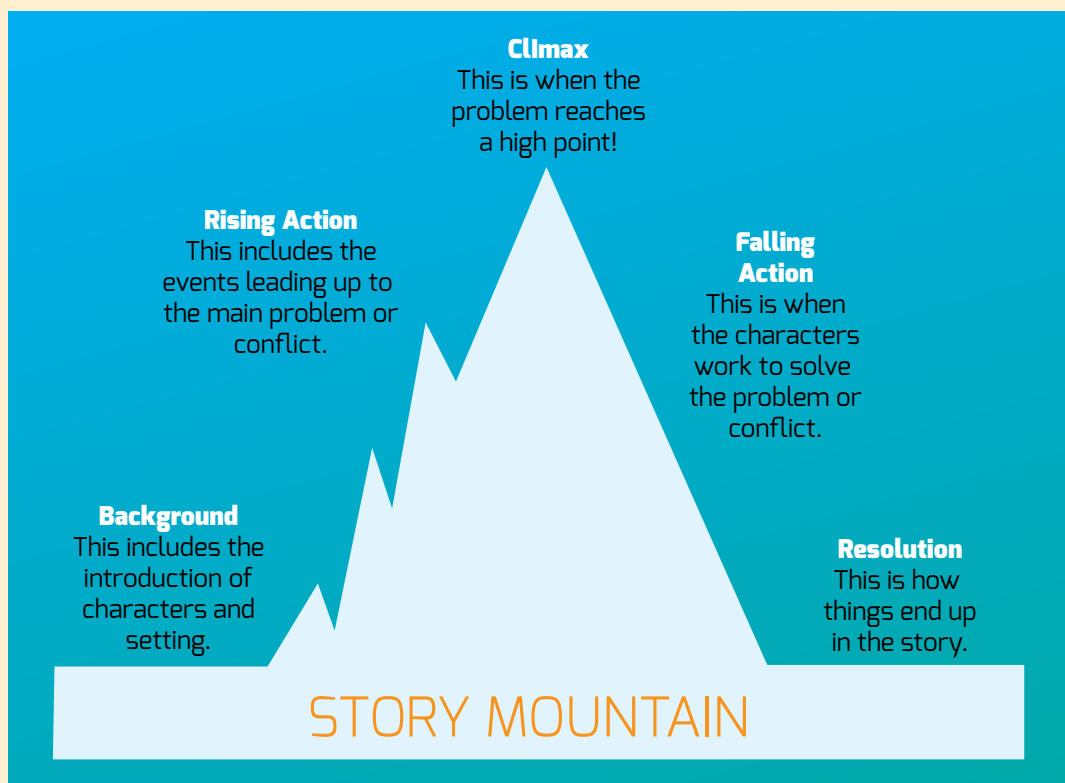 ClImax
This is when the
problem reaches
a high point!
Rising Action
This includes the
events leading up to
the main problem or
conflict.
Falling
Action
This is when
the characters
work to solve
the problem or
conflict.
Background
This includes the
introduction of
characters and
setting.
Resolution
This is how
things end up
in the story.
STORY MOUNTAIN